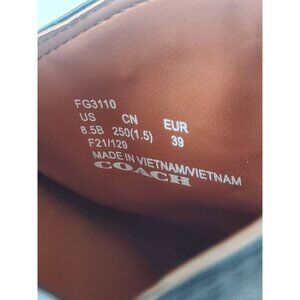 FG3110
US CN EUR
8.5B 250(1.5) 39
F21/129
MADE IN VIETNAM/VIETNAM
COACH